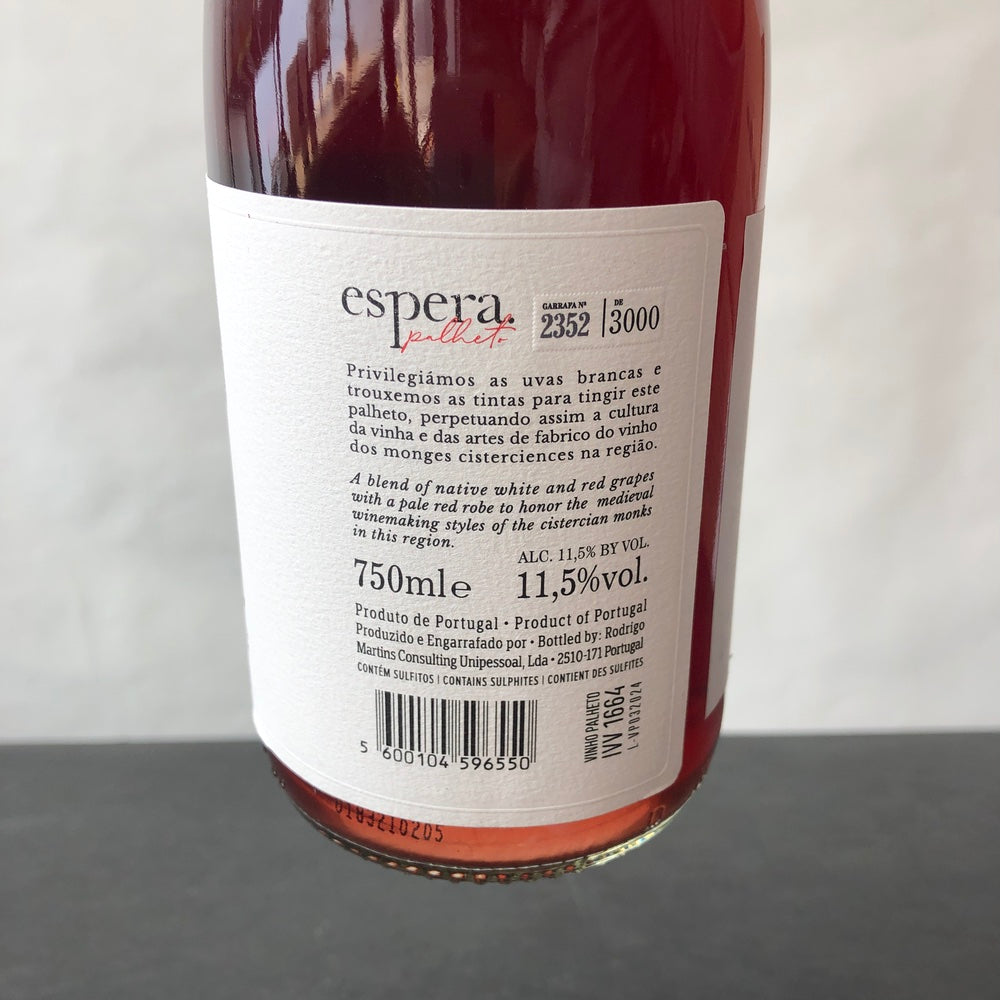 espera.
palheto
GARRAFA Nº 2352 DE 3000
Privilegiámos as uvas brancas e
trouxemos as tintas para tingir este
palheto, perpetuando assim a cultura
da vinha e das artes de fabrico do vinho
dos monges cisterciences na região.
A blend of native white and red grapes
with a pale red robe to honor the medieval
winemaking styles of the cistercian monks
in this region.
ALC. 11,5% BY VOL.
750ml e 11,5%vol.
Produto de Portugal • Product of Portugal
Produzido e Engarrafado por • Bottled by: Rodrigo
Martins Consulting Unipessoal, Lda • 2510-171 Portugal
CONTÉM SULFITOS | CONTAINS SULPHITES | CONTIENT DES SULFITES
5 600104 596550
VINHO PALHETO
IVV 1664
L-VP032024